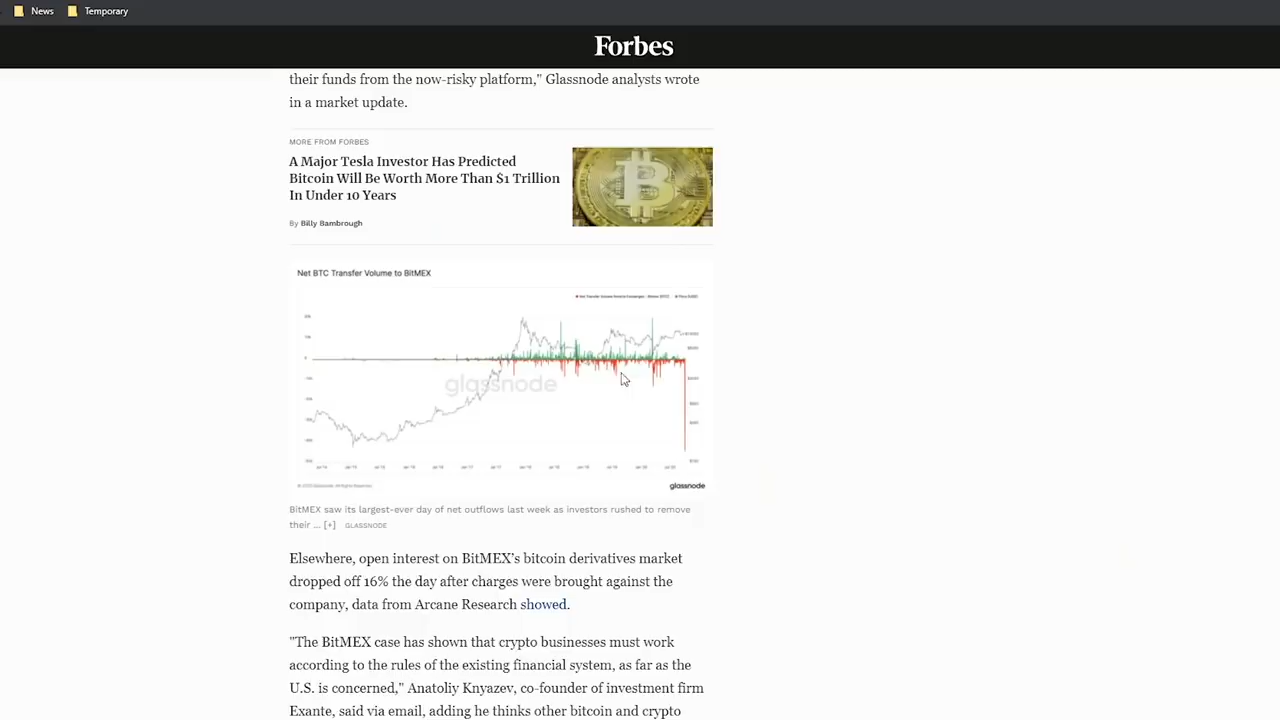 News Temporary
Forbes
their funds from the now-risky platform," Glassnode analysts wrote
in a market update.
MORE FROM FORBES
A Major Tesla Investor Has Predicted
Bitcoin Will Be Worth More Than $1 Trillion
In Under 10 Years
By Billy Bambrough
Net BTC Transfer Volume to BitMEX
glassnode
glassnode
BitMEX saw its largest-ever day of net outflows last week as investors rushed to remove
their ... [+] GLASSNODE
Elsewhere, open interest on BitMEX's bitcoin derivatives market
dropped off 16% the day after charges were brought against the
company, data from Arcane Research showed.
"The BitMEX case has shown that crypto businesses must work
according to the rules of the existing financial system, as far as the
U.S. is concerned," Anatoliy Knyazev, co-founder of investment firm
Exante, said via email, adding he thinks other bitcoin and crypto